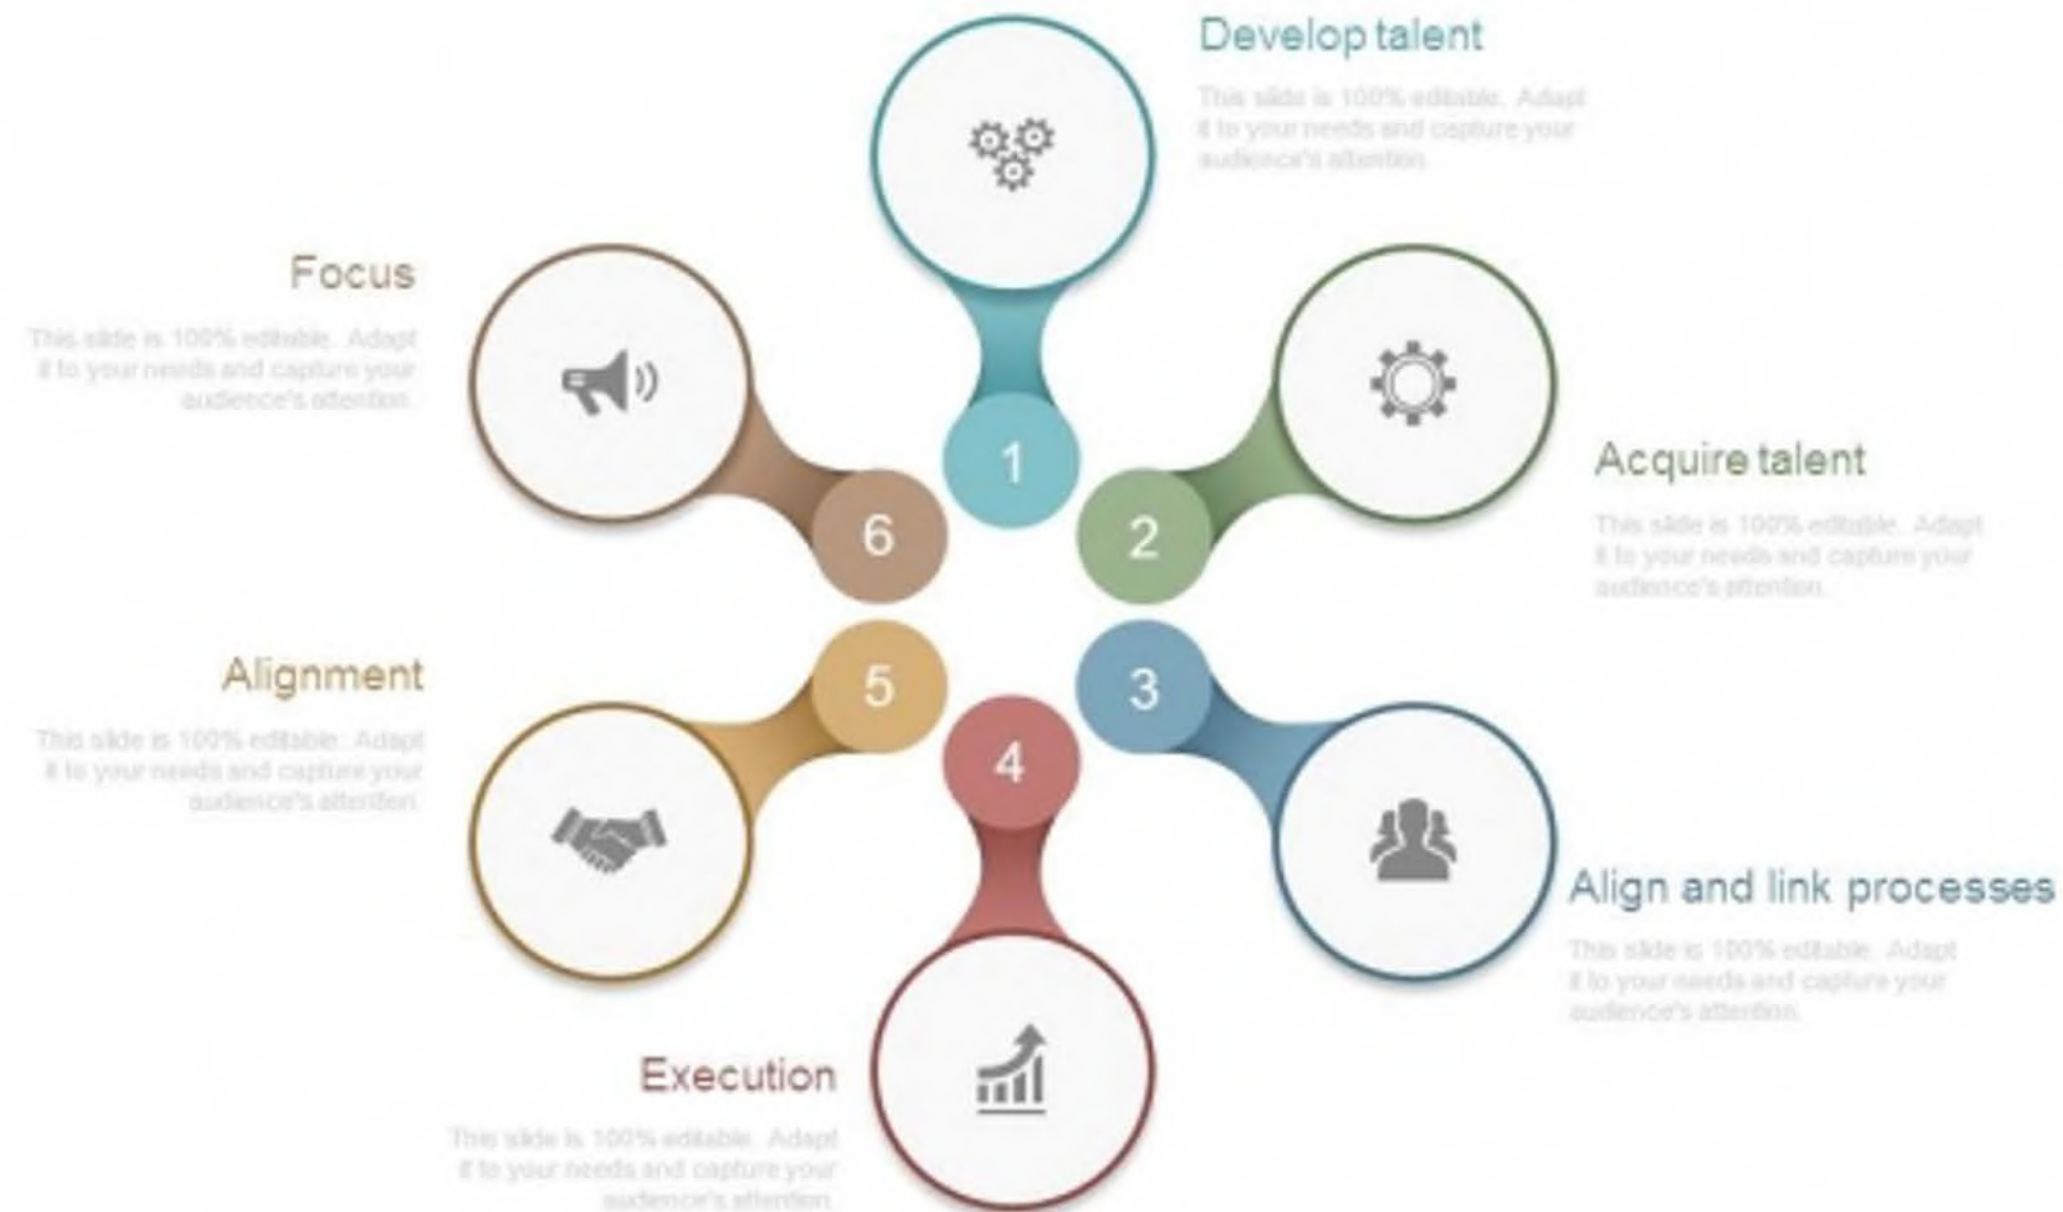 Develop talent
This slide is 100% editable. Adapt
it to your needs and capture your
audience's attention.
1
Acquire talent
This slide is 100% editable. Adapt
it to your needs and capture your
audience's attention.
2
Align and link processes
This slide is 100% editable. Adapt
it to your needs and capture your
audience's attention.
3
Execution
This slide is 100% editable. Adapt
it to your needs and capture your
audience's attention.
4
Alignment
This slide is 100% editable. Adapt
it to your needs and capture your
audience's attention.
5
Focus
This slide is 100% editable. Adapt
it to your needs and capture your
audience's attention.
6